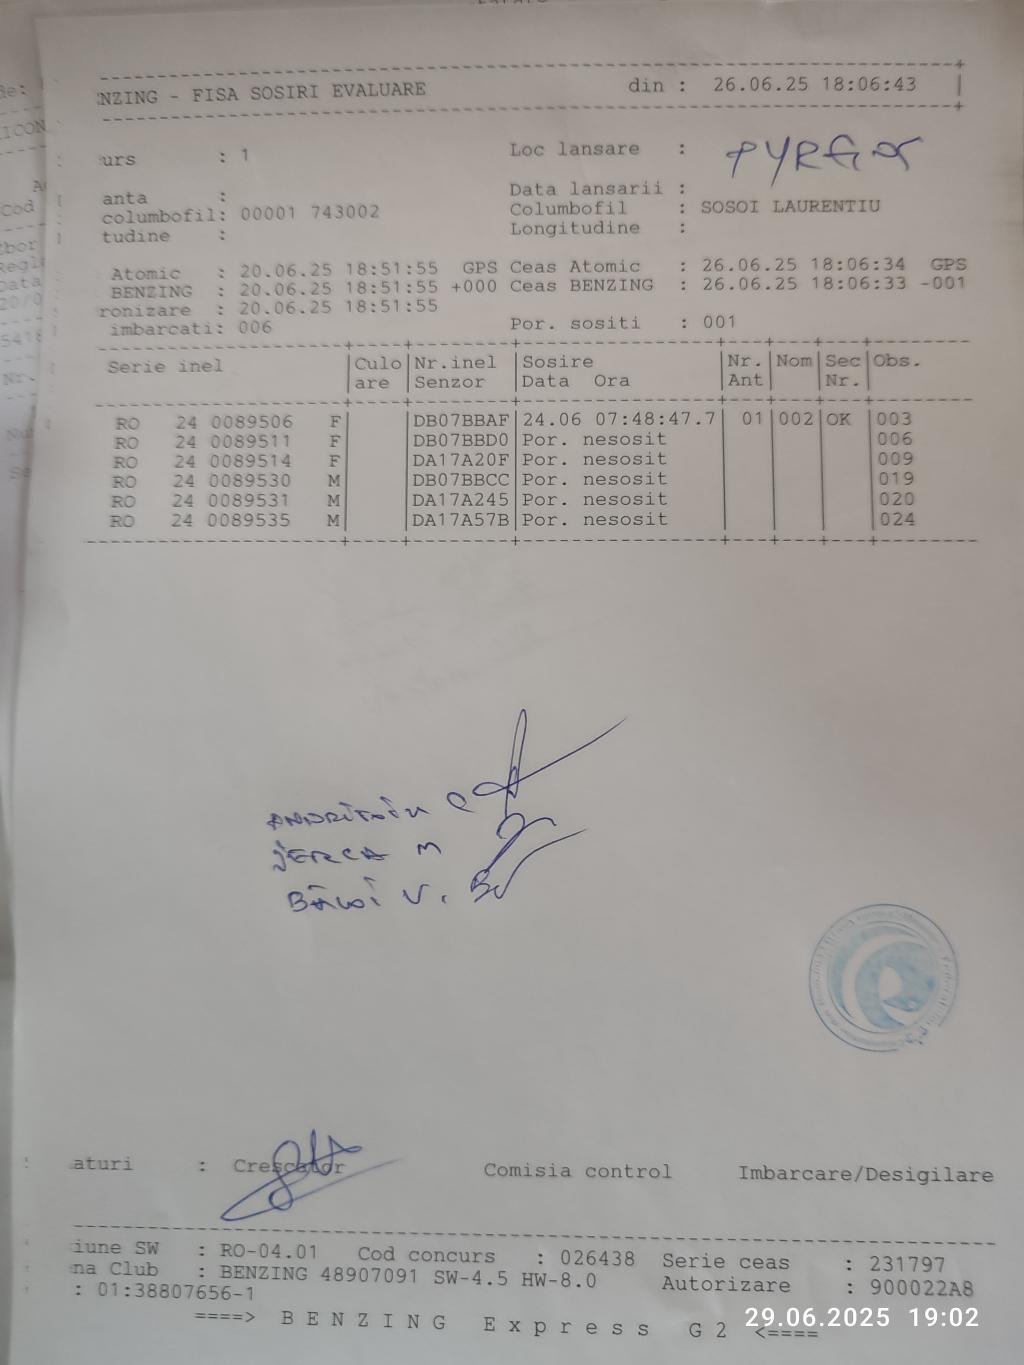 NZING - FISA SOSIRI EVALUARE din : 26.06.25 18:06:43
urs : 1 Loc lansare : PYRGOS
anta : Data lansarii :
columbofil: 00001 743002 Columbofil : SOSOI LAURENTIU
tudine : Longitudine :
Atomic : 20.06.25 18:51:55 GPS Ceas Atomic : 26.06.25 18:06:34 GPS
BENZING : 20.06.25 18:51:55 +000 Ceas BENZING : 26.06.25 18:06:33 -001
ronizare : 20.06.25 18:51:55
imbarcati: 006 Por. sositi : 001
Serie inel Culo Nr.inel Sosire Nr. Nom Sec Obs.
are Senzor Data Ora Ant Nr.
RO 24 0089506 F DB07BBAF 24.06 07:48:47.7 01 002 OK 003
RO 24 0089511 F DB07BBD0 Por. nesosit 006
RO 24 0089514 F DA17A20F Por. nesosit 009
RO 24 0089530 M DB07BBCC Por. nesosit 019
RO 24 0089531 M DA17A245 Por. nesosit 020
RO 24 0089535 M DA17A57B Por. nesosit 024
JERCA M
V.
aturi : Crescator Comisia control Imbarcare/Desigilare
iune SW : RO-04.01 Cod concurs : 026438 Serie ceas : 231797
na Club : BENZING 48907091 SW-4.5 HW-8.0 Autorizare : 900022A8
: 01:38807656-1
====> BENZING Express G2 <====
29.06.2025 19:02